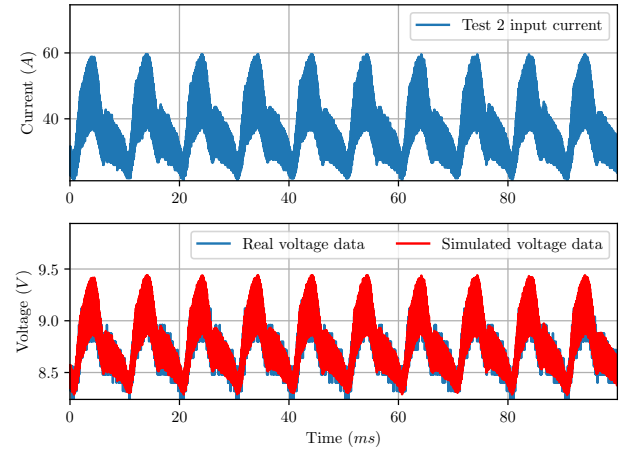 Test 2 input current
60
40
Current (A)
0 20 40 60 80
Real voltage data Simulated voltage data
9.5
9.0
8.5
Voltage (V)
0 20 40 60 80
Time (ms)